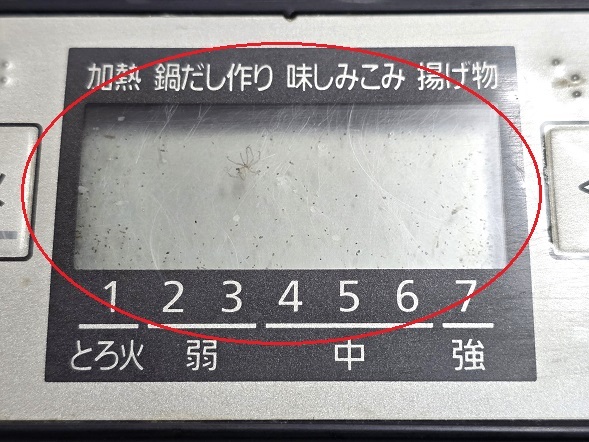 加熱 鍋だし作り 味しみこみ 揚げ物
1 2 3 4 5 6 7
とろ火 弱 中 強